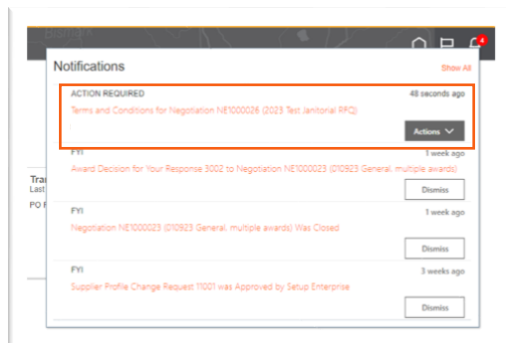 Bismark
4
Notifications
Show All
ACTION REQUIRED
48 seconds ago
Terms and Conditions for Negotiation NE1000026 (2023 Test Janitorial RFQ)
Actions
FYI
1 week ago
Award Decision for Your Response 3002 to Negotiation NE1000023 (010923 General, multiple awards)
Dismiss
FYI
1 week ago
Negotiation NE1000023 (010923 General, multiple awards) Was Closed
Dismiss
FYI
3 weeks ago
Supplier Profile Change Request 11001 was Approved by Setup Enterprise
Dismiss
Last